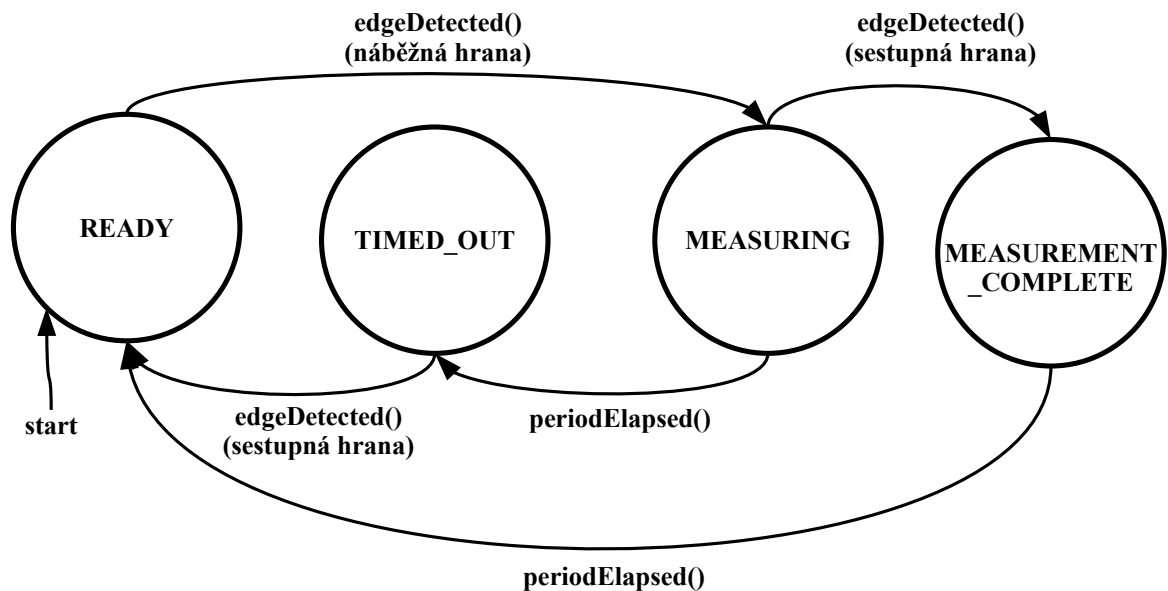 edgeDetected()
(náběžná hrana)
edgeDetected()
(sestupná hrana)
READY
TIMED_OUT
MEASURING
MEASUREMENT
_COMPLETE
start
edgeDetected()
(sestupná hrana)
periodElapsed()
periodElapsed()